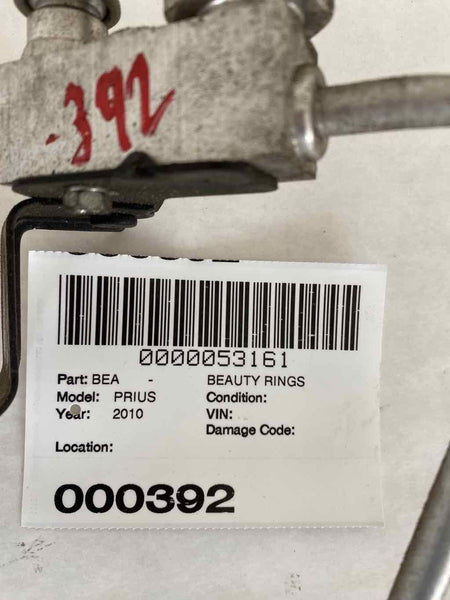 392
0000053161
Part: BEA - BEAUTY RINGS
Model: PRIUS Condition:
Year: 2010 VIN:
Damage Code:
Location:
000392